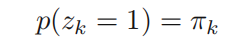 p(z_k = 1) = π_k